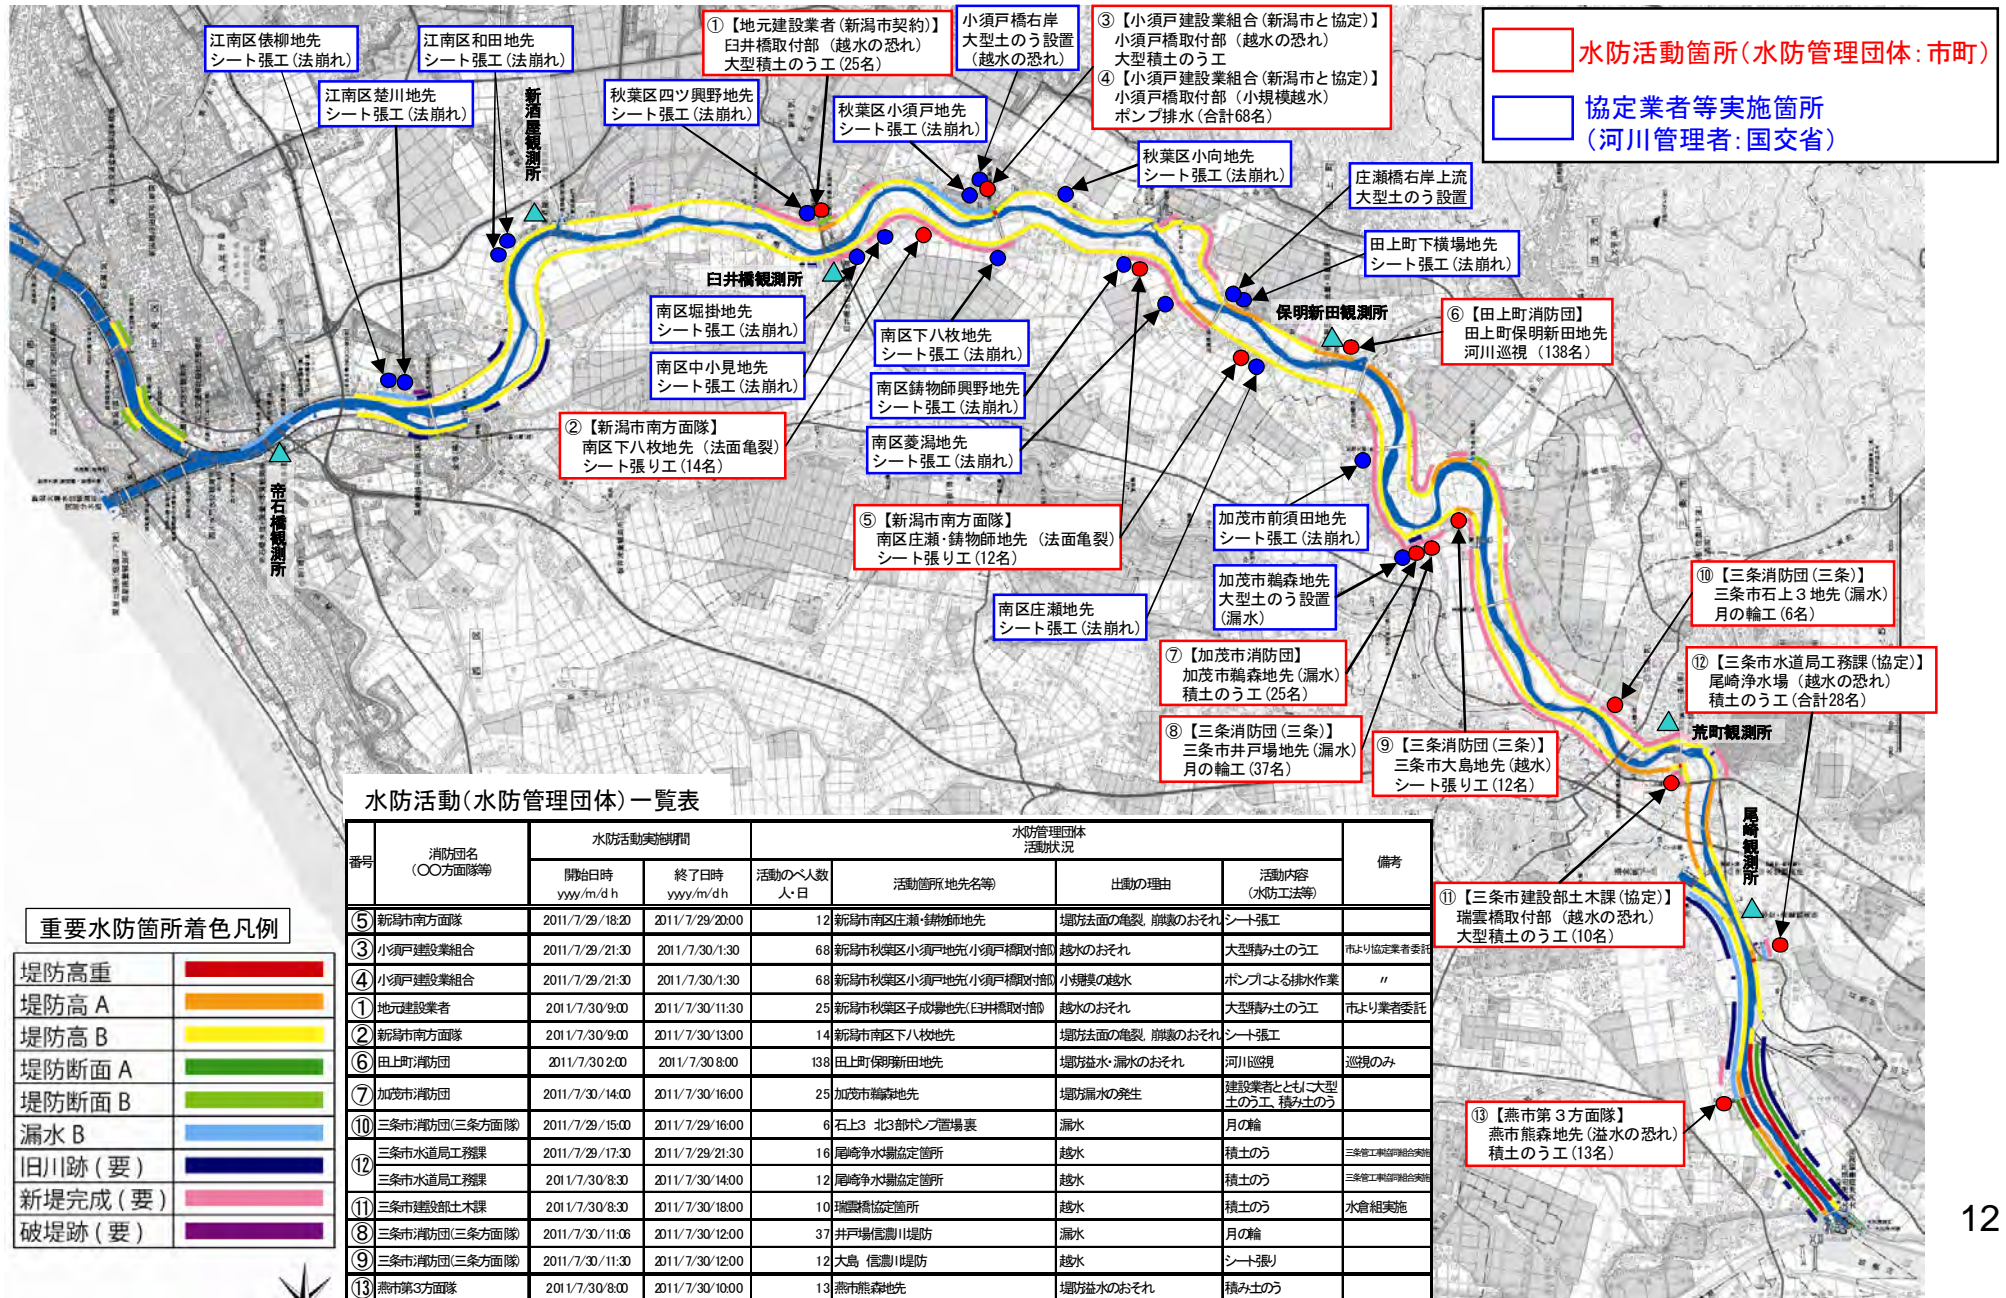 江南区俵柳地先
シート張工(法崩れ)
江南区和田地先
シート張工(法崩れ)
江南区楚川地先
シート張工(法崩れ)
新酒屋観測所
秋葉区四ツ興野地先
シート張工(法崩れ)
①【地元建設業者(新潟市契約)】
臼井橋取付部(越水の恐れ)
大型積土のう工(25名)
秋葉区小須戸地先
シート張工(法崩れ)
小須戸橋右岸
大型土のう設置
(越水の恐れ)
③【小須戸建設業組合(新潟市と協定)】
小須戸橋取付部(越水の恐れ)
大型積土のう工
④【小須戸建設業組合(新潟市と協定)】
小須戸橋取付部(小規模越水)
ポンプ排水(合計68名)
秋葉区小向地先
シート張工(法崩れ)
庄瀬橋右岸上流
大型土のう設置
田上町下横場地先
シート張工(法崩れ)
水防活動箇所(水防管理団体:市町)
協定業者等実施箇所
(河川管理者:国交省)
臼井橋観測所
保明新田観測所
南区堀掛地先
シート張工(法崩れ)
南区中小見地先
シート張工(法崩れ)
②【新潟市南方面隊】
南区下八枚地先(法面亀裂)
シート張り工(14名)
南区下八枚地先
シート張工(法崩れ)
南区鋳物師興野地先
シート張工(法崩れ)
南区菱潟地先
シート張工(法崩れ)
⑤【新潟市南方面隊】
南区庄瀬・鋳物師地先(法面亀裂)
シート張り工(12名)
南区庄瀬地先
シート張工(法崩れ)
⑥【田上町消防団】
田上町保明新田地先
河川巡視(138名)
加茂市前須田地先
シート張工(法崩れ)
加茂市鵜森地先
大型土のう設置
(漏水)
⑦【加茂市消防団】
加茂市鵜森地先(漏水)
積土のう工(25名)
⑧【三条消防団(三条)】
三条市井戸場地先(漏水)
月の輪工(37名)
⑨【三条消防団(三条)】
三条市大島地先(越水)
シート張り工(12名)
⑩【三条消防団(三条)】
三条市石上3地先(漏水)
月の輪工(6名)
⑫【三条市水道局工務課(協定)】
尾崎浄水場(越水の恐れ)
積土のう工(合計28名)
荒町観測所
尾崎観測所
帝石橋観測所
⑪【三条市建設部土木課(協定)】
瑞雲橋取付部(越水の恐れ)
大型積土のう工(10名)
⑬【燕市第3方面隊】
燕市熊森地先(溢水の恐れ)
積土のう工(13名)
水防活動(水防管理団体)一覧表
番号 消防団名(〇〇方面隊等) 水防活動実施期間 水防管理団体活動状況 備考
開始日時 yyyy/m/d h 終了日時 yyyy/m/d h 活動のべ人数 人・日 活動箇所(地先名等) 出動の理由 活動内容(水防工法等)
⑤ 新潟市南方面隊 2011/7/29/18:20 2011/7/29/20:00 12 新潟市南区庄瀬・鋳物師地先 堤防法面の亀裂、崩壊のおそれ シート張工
③ 小須戸建設業組合 2011/7/29/21:30 2011/7/30/1:30 68 新潟市秋葉区小須戸地先(小須戸橋取付部) 越水のおそれ 大型積み土のう工 市より協定業者委託
④ 小須戸建設業組合 2011/7/29/21:30 2011/7/30/1:30 68 新潟市秋葉区小須戸地先(小須戸橋取付部) 小規模の越水 ポンプによる排水作業 〃
① 地元建設業者 2011/7/30/9:00 2011/7/30/11:30 25 新潟市秋葉区子成場地先(臼井橋取付部) 越水のおそれ 大型積み土のう工 市より業者委託
② 新潟市南方面隊 2011/7/30/9:00 2011/7/30/13:00 14 新潟市南区下八枚地先 堤防法面の亀裂、崩壊のおそれ シート張工
⑥ 田上町消防団 2011/7/30 2:00 2011/7/30 8:00 138 田上町保明新田地先 堤防溢水・漏水のおそれ 河川巡視 巡視のみ
⑦ 加茂市消防団 2011/7/30/14:00 2011/7/30/16:00 25 加茂市鵜森地先 堤防漏水の発生 建設業者とともに大型土のう工、積み土のう
⑩ 三条市消防団(三条方面隊) 2011/7/29/15:00 2011/7/29/16:00 6 石上3 北3部ポンプ置場裏 漏水 月の輪
⑫ 三条市水道局工務課 2011/7/29/17:30 2011/7/29/21:30 16 尾崎浄水場協定箇所 越水 積土のう 三条管工事協同組合実施
三条市水道局工務課 2011/7/30/8:30 2011/7/30/14:00 12 尾崎浄水場協定箇所 越水 積土のう 三条管工事協同組合実施
⑪ 三条市建設部土木課 2011/7/30/8:30 2011/7/30/18:00 10 瑞雲橋協定箇所 越水 積土のう 水倉組実施
⑧ 三条市消防団(三条方面隊) 2011/7/30/11:06 2011/7/30/12:00 37 井戸場信濃川堤防 漏水 月の輪
⑨ 三条市消防団(三条方面隊) 2011/7/30/11:30 2011/7/30/12:00 12 大島 信濃川堤防 越水 シート張り
⑬ 燕市第3方面隊 2011/7/30/8:00 2011/7/30/10:00 13 燕市熊森地先 堤防溢水のおそれ 積み土のう
重要水防箇所着色凡例
堤防高重
堤防高 A
堤防高 B
堤防断面 A
堤防断面 B
漏水 B
旧川跡(要)
新堤完成(要)
破堤跡(要)
12